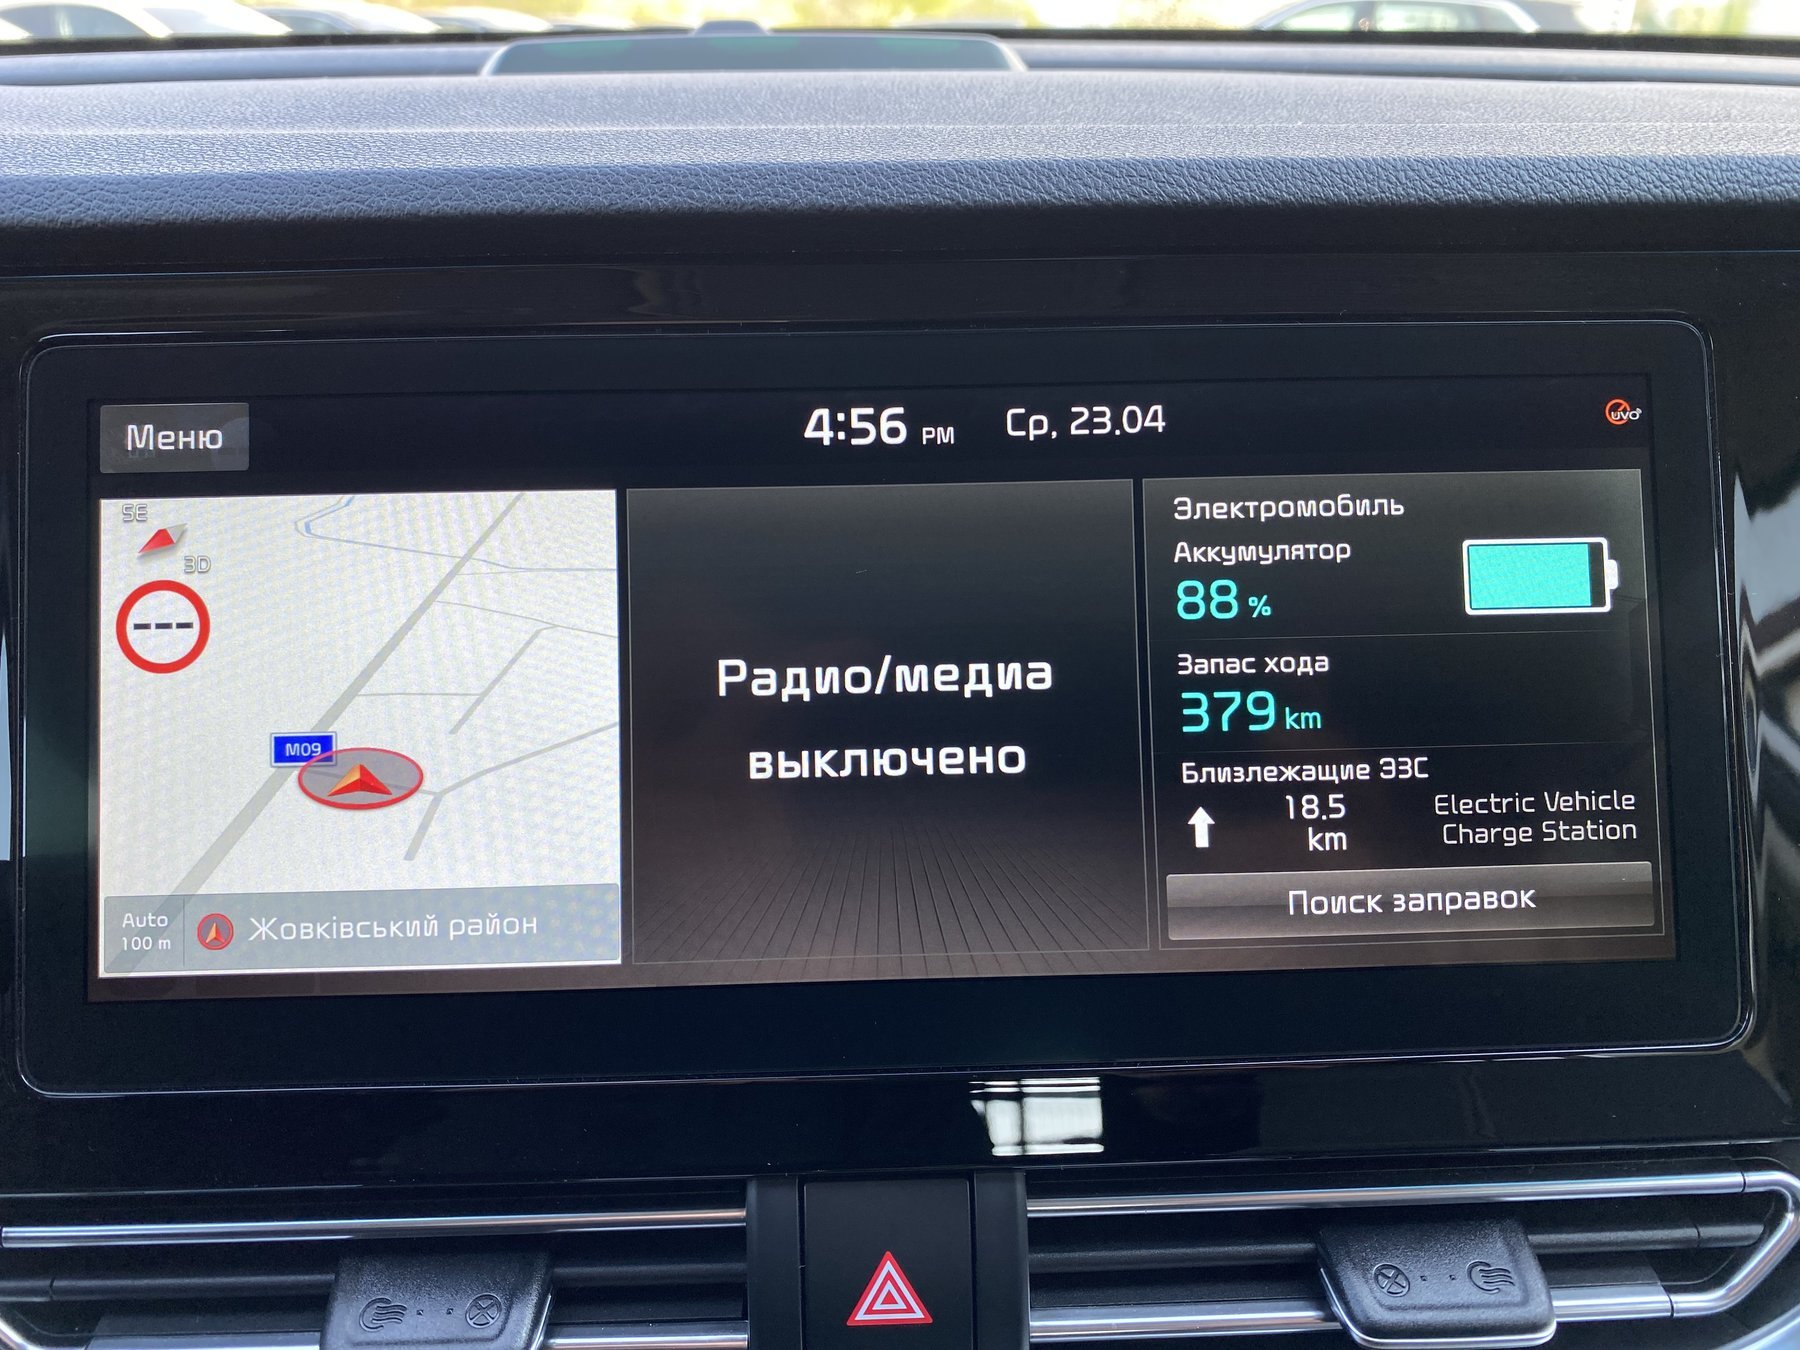 Меню
4:56 PM
Ср, 23.04
UVO
SE
3D
---
M09
Auto
100 m
Жовківський район
Радио/медиа
выключено
Электромобиль
Аккумулятор
88 %
Запас хода
379 km
Близлежащие ЭЗС
18.5
km
Electric Vehicle
Charge Station
Поиск заправок